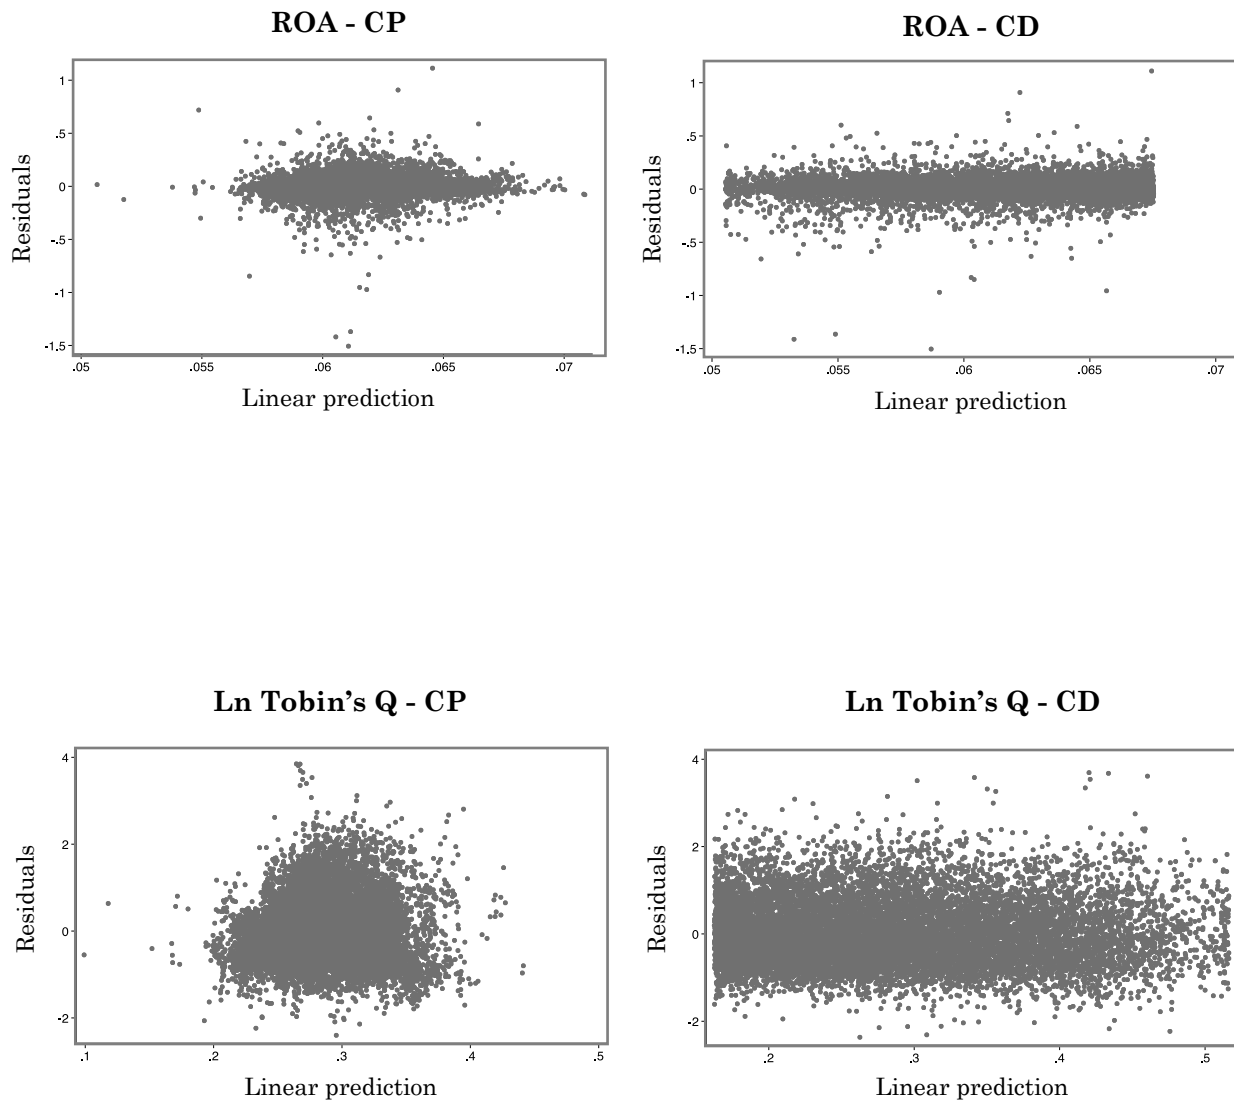 ROA - CP
1
.5
0
-.5
-1
-1.5
Residuals
.05 .055 .06 .065 .07
Linear prediction
ROA - CD
1
.5
0
-.5
-1
-1.5
Residuals
.05 .055 .06 .065 .07
Linear prediction
Ln Tobin's Q - CP
4
2
0
-2
Residuals
.1 .2 .3 .4 .5
Linear prediction
Ln Tobin's Q - CD
4
2
0
-2
Residuals
.2 .3 .4 .5
Linear prediction